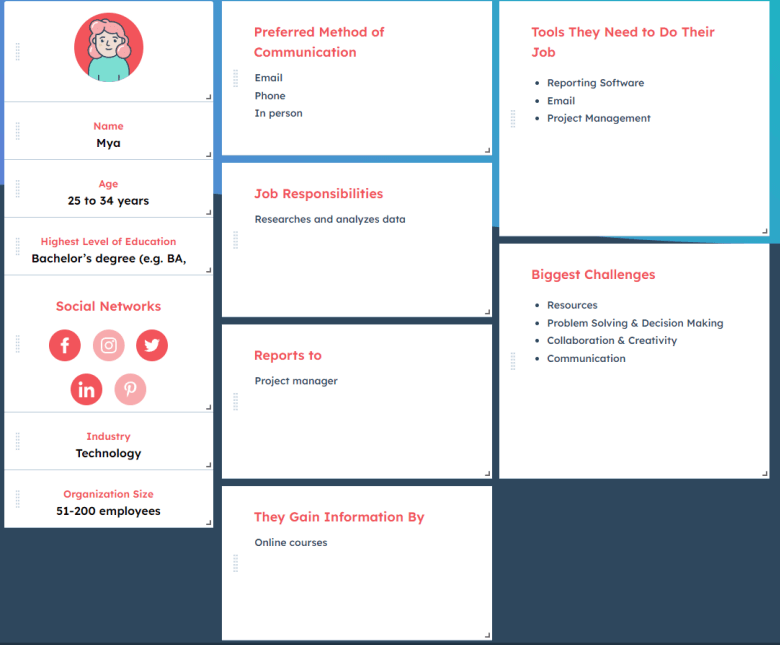 Name
Mya
Age
25 to 34 years
Highest Level of Education
Bachelor's degree (e.g. BA,
Social Networks
f
in
Industry
Technology
Organization Size
51-200 employees
Preferred Method of
Communication
Email
Phone
In person
Job Responsibilities
Researches and analyzes data
Reports to
Project manager
They Gain Information By
Online courses
Tools They Need to Do Their
Job
Reporting Software
Email
Project Management
Biggest Challenges
Resources
Problem Solving & Decision Making
Collaboration & Creativity
Communication